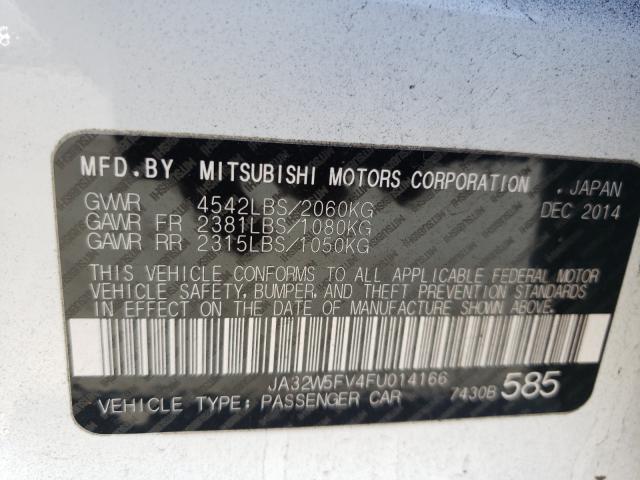 MFD.BY MITSUBISHI MOTORS CORPORATION . JAPAN
GVWR 4542LBS/2060KG DEC 2014
GAWR FR 2381LBS/1080KG
GAWR RR 2315LBS/1050KG
THIS VEHICLE CONFORMS TO ALL APPLICABLE FEDERAL MOTOR
VEHICLE SAFETY, BUMPER, AND THEFT PREVENTION STANDARDS
IN EFFECT ON THE DATE OF MANUFACTURE SHOWN ABOVE.
JA32W5FV4FU014166
VEHICLE TYPE: PASSENGER CAR 7430B 585